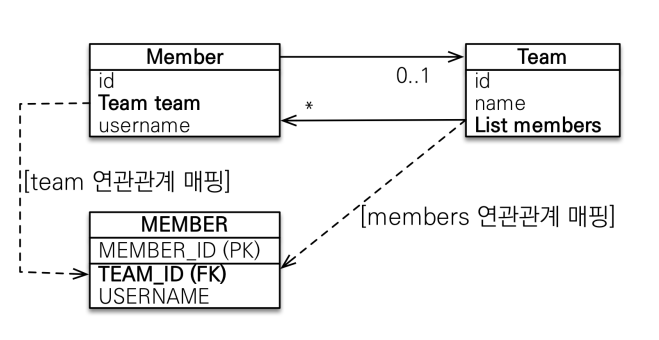 Member
id
Team team
username
0..1
*
Team
id
name
List members
[team 연관관계 매핑]
[members 연관관계 매핑]
MEMBER
MEMBER_ID (PK)
TEAM_ID (FK)
USERNAME